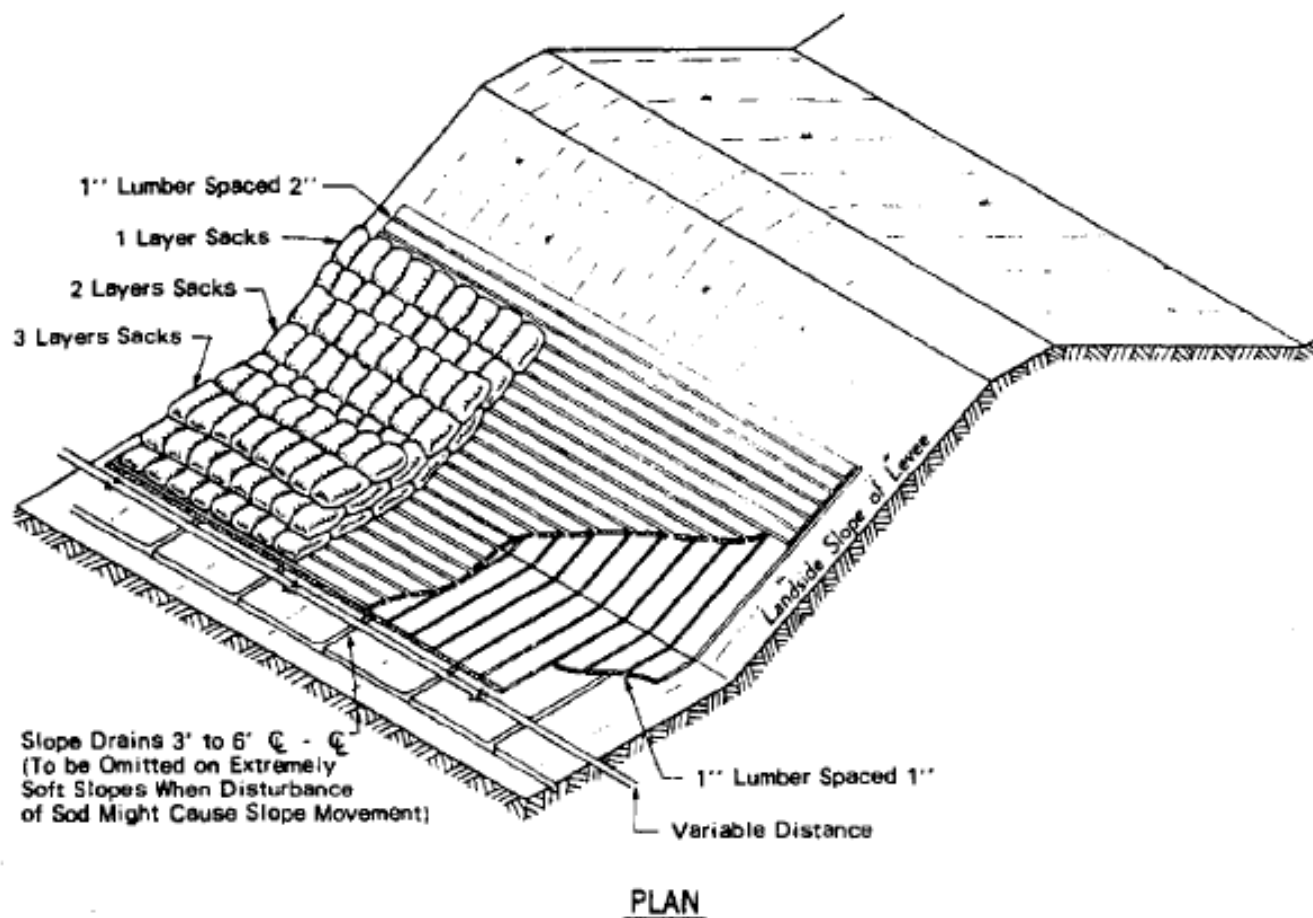 1'' Lumber Spaced 2''
1 Layer Sacks
2 Layers Sacks
3 Layers Sacks
Landside Slope of Levee
Slope Drains 3' to 6' ℄ - ℄
(To be Omitted on Extremely
Soft Slopes When Disturbance
of Sod Might Cause Slope Movement)
1'' Lumber Spaced 1''
Variable Distance
PLAN